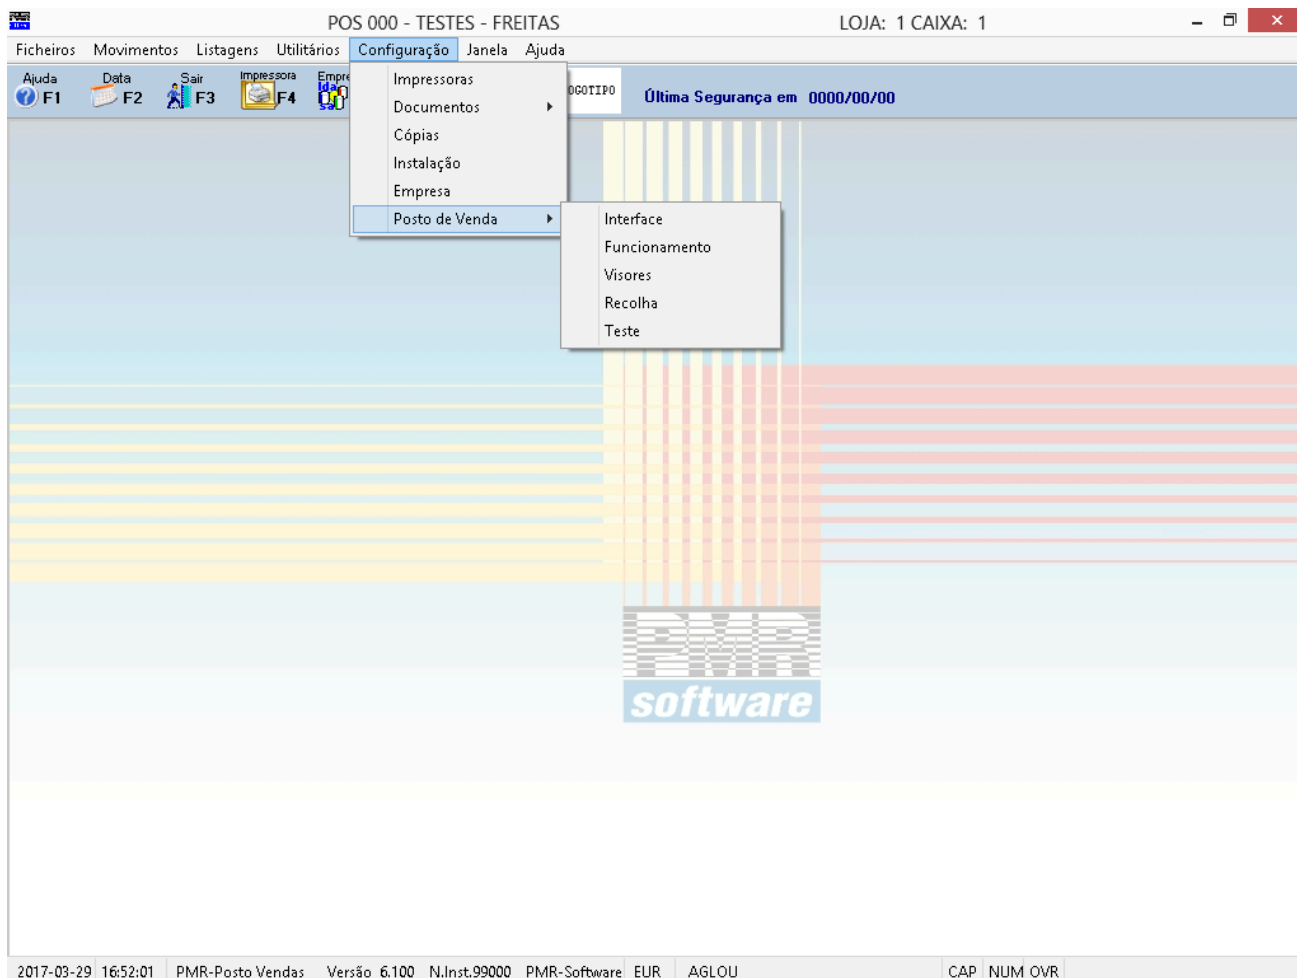 POS 000 - TESTES - FREITAS LOJA: 1 CAIXA: 1
Ficheiros Movimentos Listagens Utilitários Configuração Janela Ajuda
Ajuda F1 Data F2 Sair F3 Impressora F4
Última Segurança em 0000/00/00
Impressoras
Documentos
Cópias
Instalação
Empresa
Posto de Venda
Interface
Funcionamento
Visores
Recolha
Teste
PMR
software
2017-03-29 16:52:01 PMR-Posto Vendas Versão 6.100 N.Inst.99000 PMR-Software EUR AGLOU CAP NUM OVR